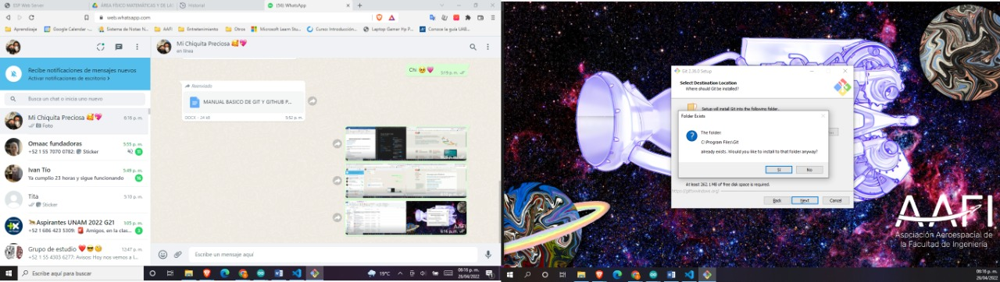 ESP Web Server
ÁREA FÍSICO MATEMÁTICAS Y DE LA
Historial
(56) WhatsApp
web.whatsapp.com
Aprendizaje
Google Calendar -...
Sistema de Notas N...
AAFI
Entretenimiento
Otros
Microsoft Learn Stu...
Curso: Introducción...
Laptop Gamer Hp P...
Conoce la guía UAB...
Recibe notificaciones de mensajes nuevos
Activar notificaciones de escritorio >
Busca un chat o inicia uno nuevo
Mi Chiquita Preciosa 🥰💖
6:16 p. m.
Foto
Omaac fundadoras
5:55 p. m.
+52 1 55 7070 0782: Sticker
Ivan Tío
5:49 p. m.
Ya cumplio 23 horas y sigue funcionando
Tita
5:10 p. m.
Sticker
Aspirantes UNAM 2022 G21
1:05 p. m.
+52 1 686 423 5309: Amigos, en la clas...
3
Grupo de estudio
12:47 p. m.
+52 1 55 4303 6277: Avisos: Hoy nos vemos a l...
Mi Chiquita Preciosa 🥰💖
en línea
Chi 🥺💖
5:19 p. m.
Reenviado
MANUAL BASICO DE GIT Y GITHUB P...
DOCX • 24 kB
5:52 p. m.
6:16 p. m.
Escribe un mensaje aquí
Escribe aquí para buscar
19°C
06:16 p. m.
26/04/2022
Git 2.36.0 Setup
Select Destination Location
Where should Git be installed?
Setup will install Git into the following folder.
Folder Exists
The folder:
C:\Program Files\Git
already exists. Would you like to install to that folder anyway?
Sí
No
At least 262.1 MB of free disk space is required.
https://gitforwindows.org/
Back
Next
Cancel
AAFI
Asociación Aeroespacial de
la Facultad de Ingeniería
06:16 p. m.
26/04/2022